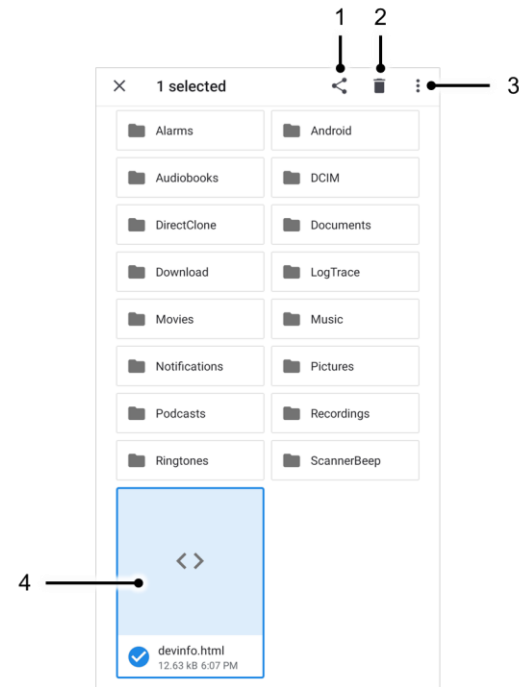 1 2
1 selected
3
Alarms Android
Audiobooks DCIM
DirectClone Documents
Download LogTrace
Movies Music
Notifications Pictures
Podcasts Recordings
Ringtones ScannerBeep
4
devinfo.html
12.63 kB 6:07 PM